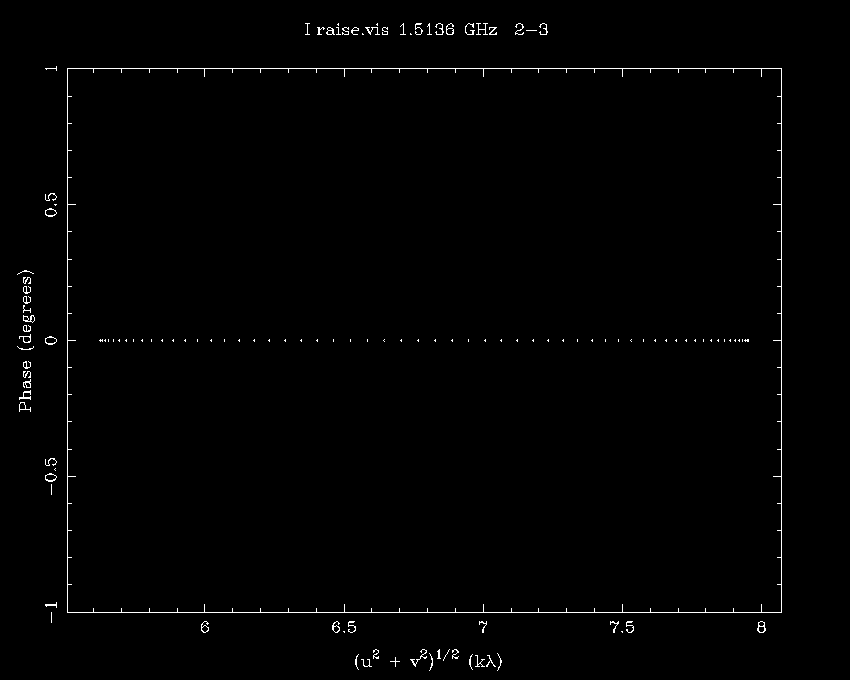 I raise.vis 1.5136 GHz 2−3
1
0.5
0
−0.5
−1
Phase (degrees)
6 6.5 7 7.5 8
(u² + v²)^1/2 (kλ)